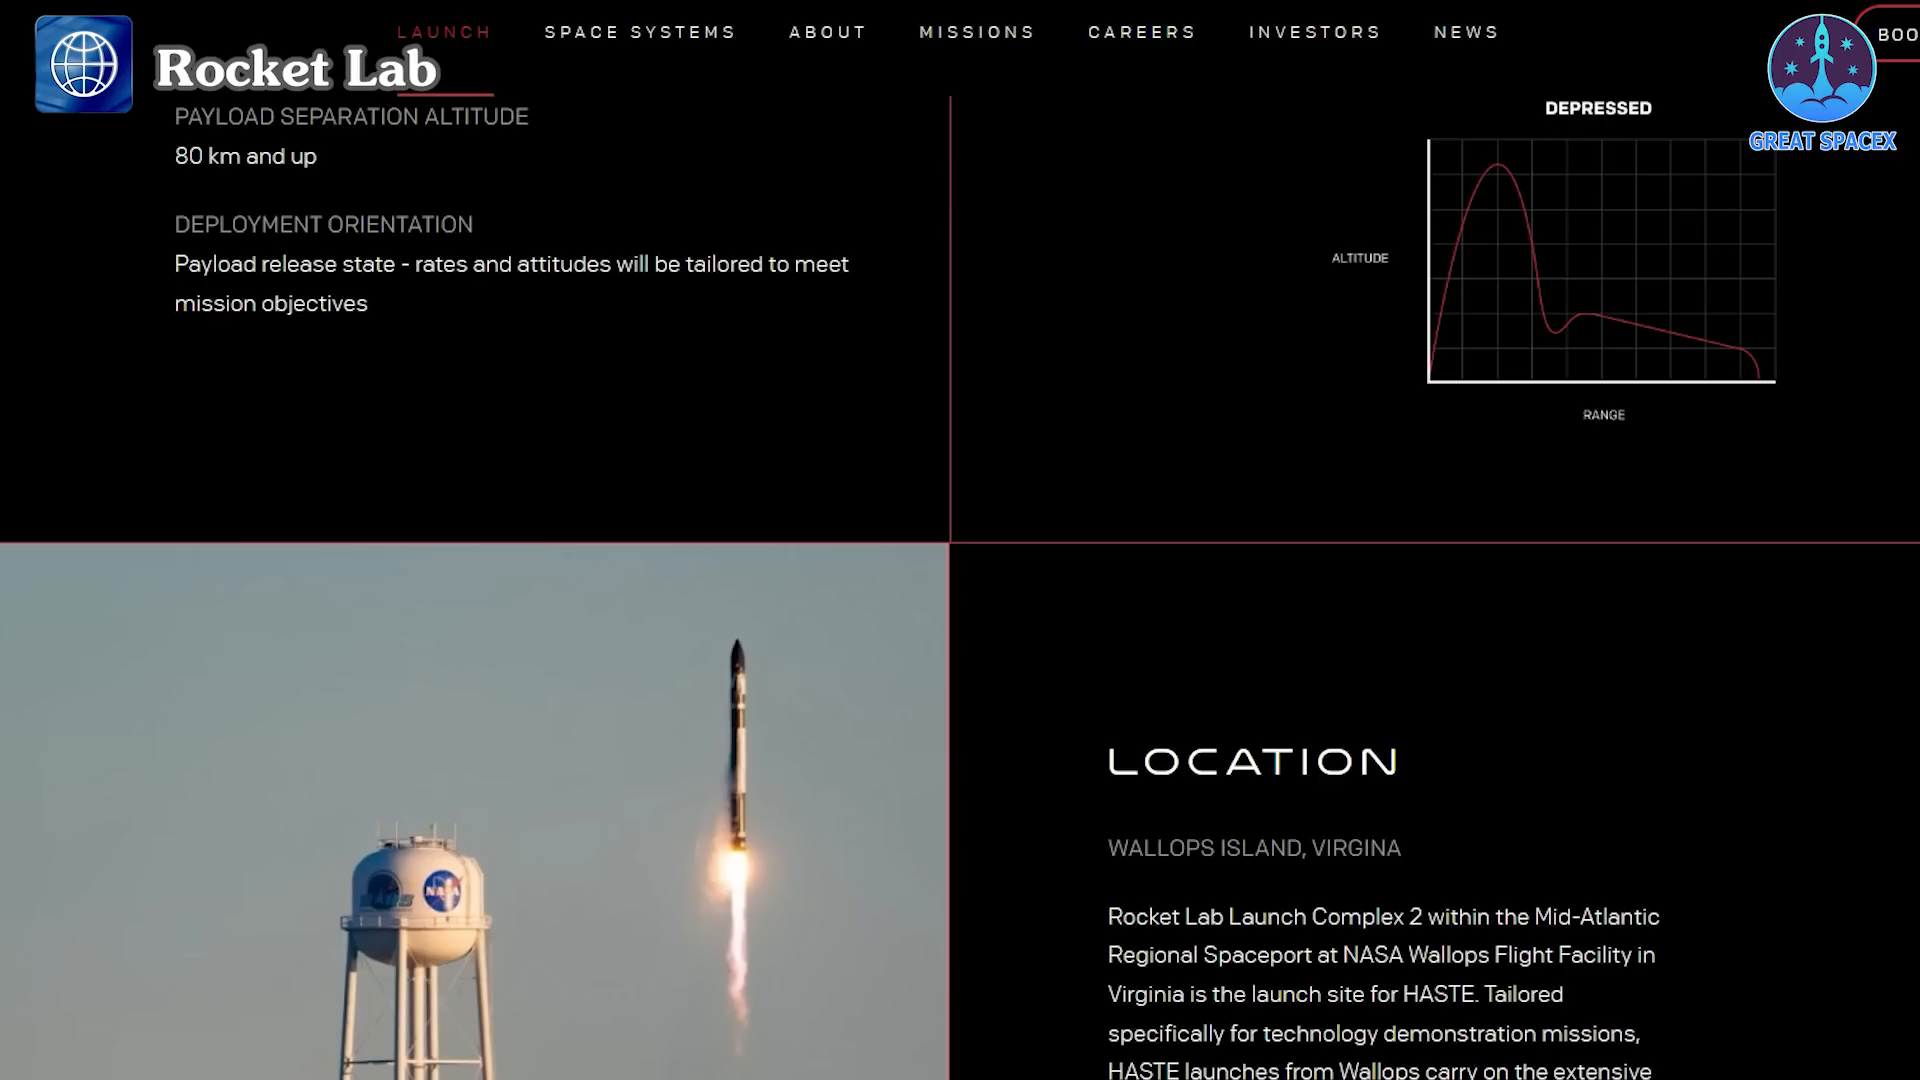 LAUNCH
SPACE SYSTEMS
ABOUT
MISSIONS
CAREERS
INVESTORS
NEWS
BOO
Rocket Lab
GREAT SPACEX
PAYLOAD SEPARATION ALTITUDE
80 km and up
DEPLOYMENT ORIENTATION
Payload release state - rates and attitudes will be tailored to meet
mission objectives
DEPRESSED
ALTITUDE
RANGE
NASA
LOCATION
WALLOPS ISLAND, VIRGINA
Rocket Lab Launch Complex 2 within the Mid-Atlantic
Regional Spaceport at NASA Wallops Flight Facility in
Virginia is the launch site for HASTE. Tailored
specifically for technology demonstration missions,
HASTE launches from Wallops carry on the extensive